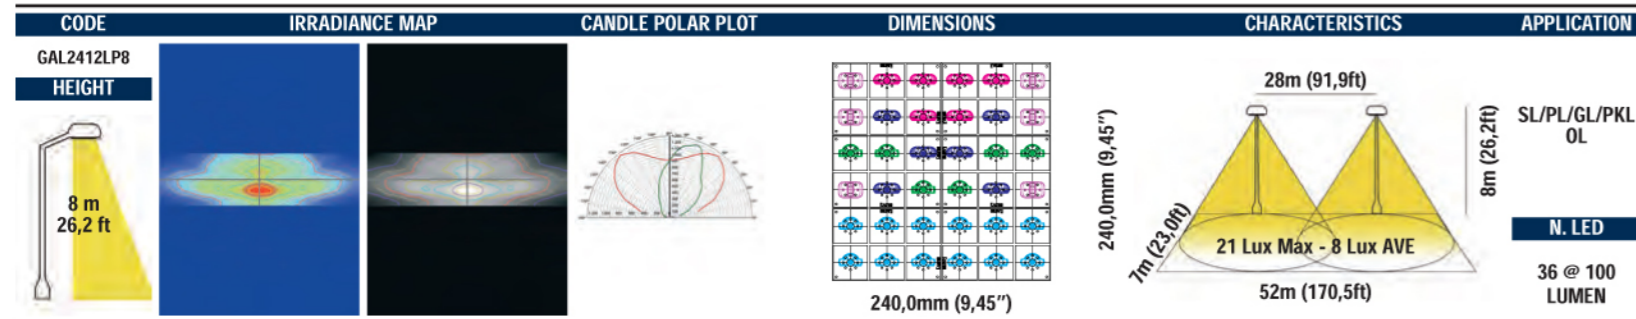 CODE
IRRADIANCE MAP
CANDLE POLAR PLOT
DIMENSIONS
CHARACTERISTICS
APPLICATION
GAL2412LP8
HEIGHT
8 m
26,2 ft
240,0mm (9,45")
240,0mm (9,45")
28m (91,9ft)
8m (26,2ft)
7m (23,0ft)
21 Lux Max - 8 Lux AVE
52m (170,5ft)
SL/PL/GL/PKL
OL
N. LED
36 @ 100
LUMEN